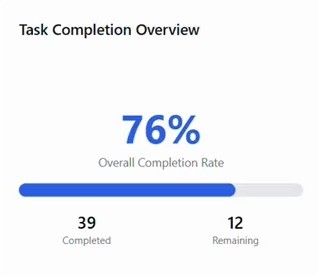 Task Completion Overview
76%
Overall Completion Rate
39 12
Completed Remaining